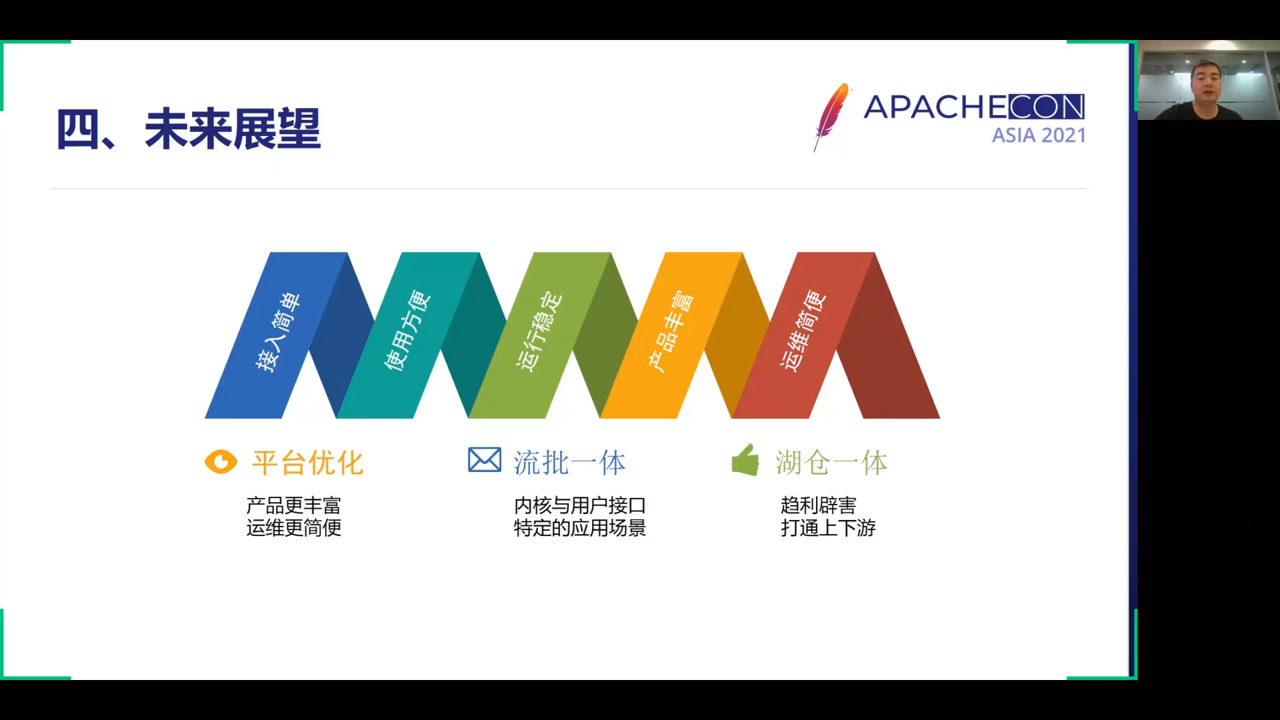 四、未来展望
APACHECON
ASIA 2021
接入简单
使用方便
运行稳定
产品丰富
运维简便
平台优化
产品更丰富
运维更简便
流批一体
内核与用户接口
特定的应用场景
湖仓一体
趋利辟害
打通上下游